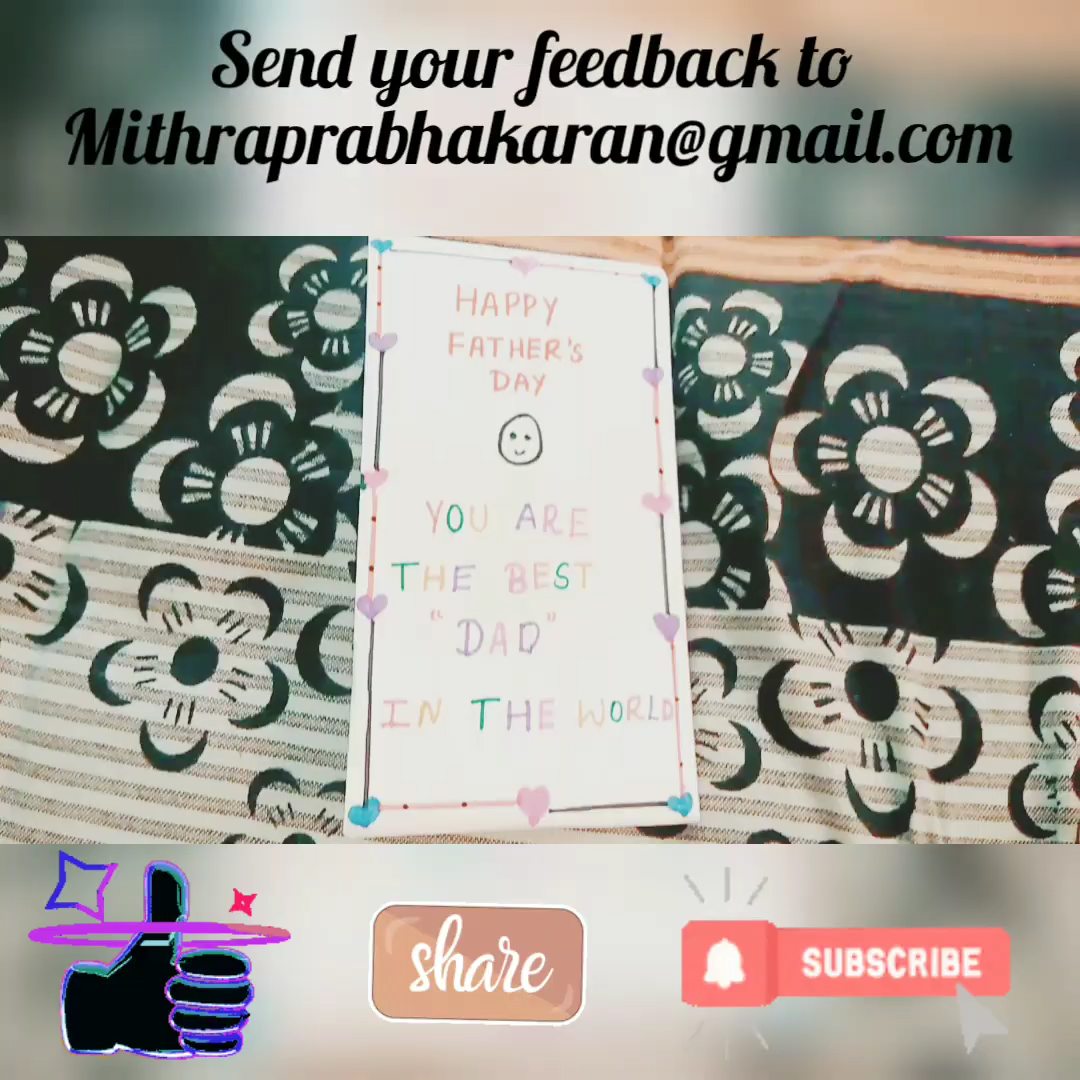 Send your feedback to
Mithraprabhakaran@gmail.com
HAPPY
FATHER'S
DAY
YOU ARE
THE BEST
"DAD"
IN THE WORLD
share
SUBSCRIBE